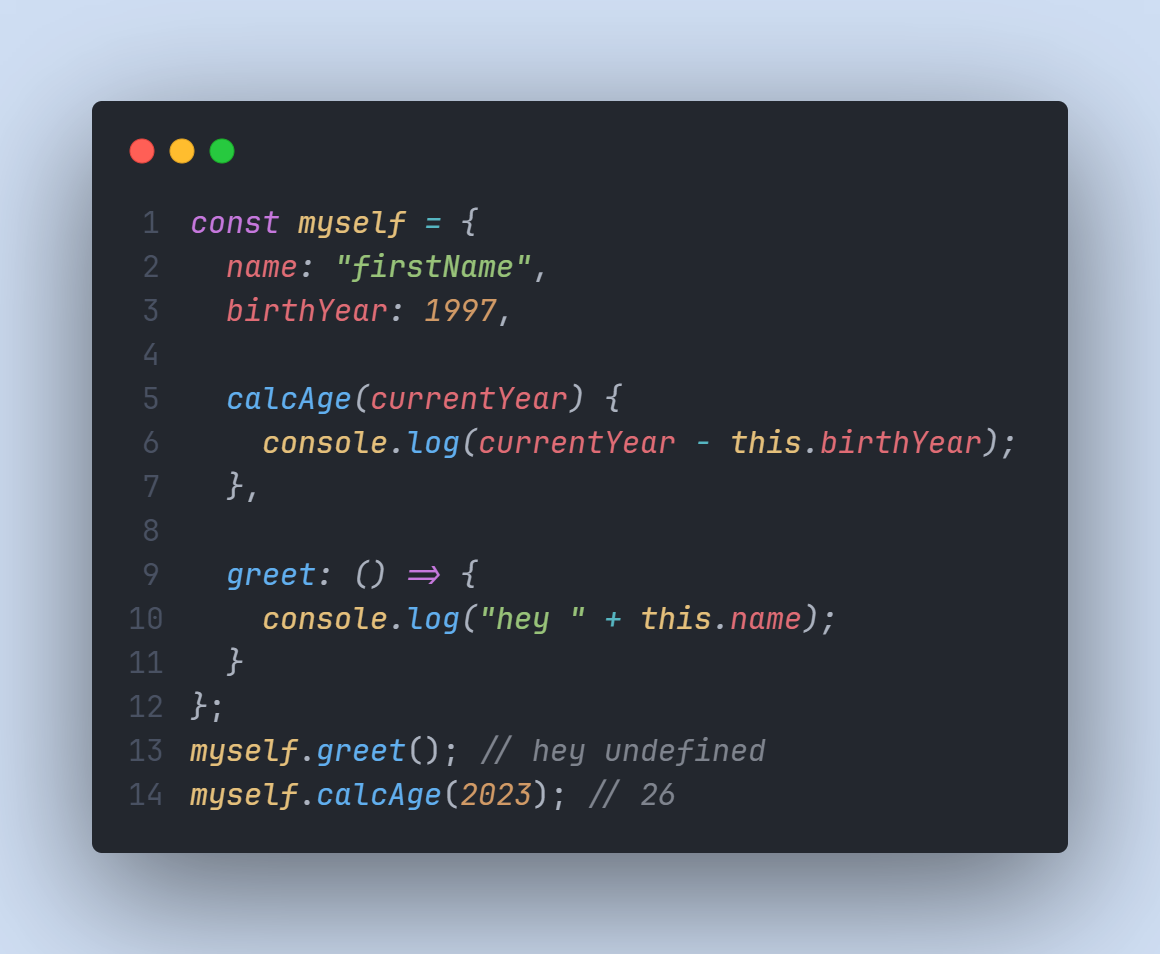 1 const myself = {
2   name: "firstName",
3   birthYear: 1997,
4
5   calcAge(currentYear) {
6     console.log(currentYear - this.birthYear);
7   },
8
9   greet: () => {
10     console.log("hey " + this.name);
11   }
12 };
13 myself.greet(); // hey undefined
14 myself.calcAge(2023); // 26